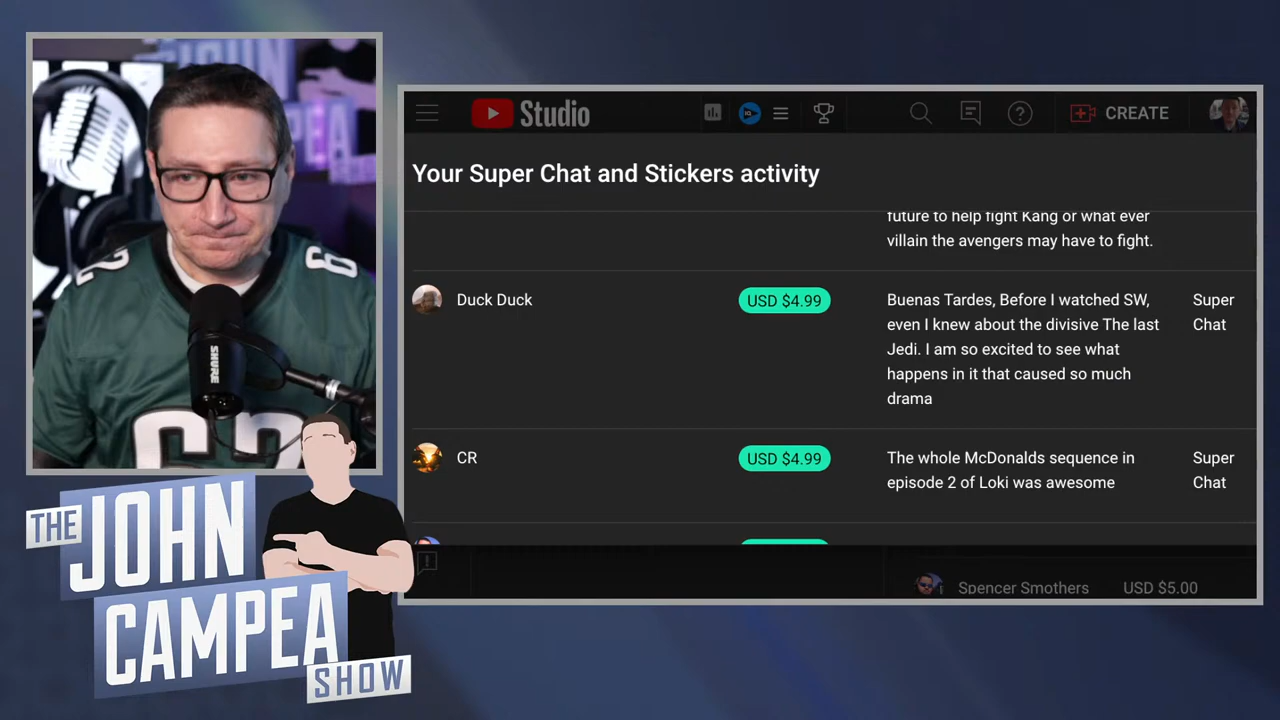 Studio
CREATE
Your Super Chat and Stickers activity
future to help fight Kang or what ever
villain the avengers may have to fight.
Duck Duck
USD $4.99
Buenas Tardes, Before I watched SW,
even I knew about the divisive The last
Jedi. I am so excited to see what
happens in it that caused so much
drama
Super
Chat
CR
USD $4.99
The whole McDonalds sequence in
episode 2 of Loki was awesome
Super
Chat
Spencer Smothers
USD $5.00
SHURE
62
THE
JOHN
CAMPEA
SHOW